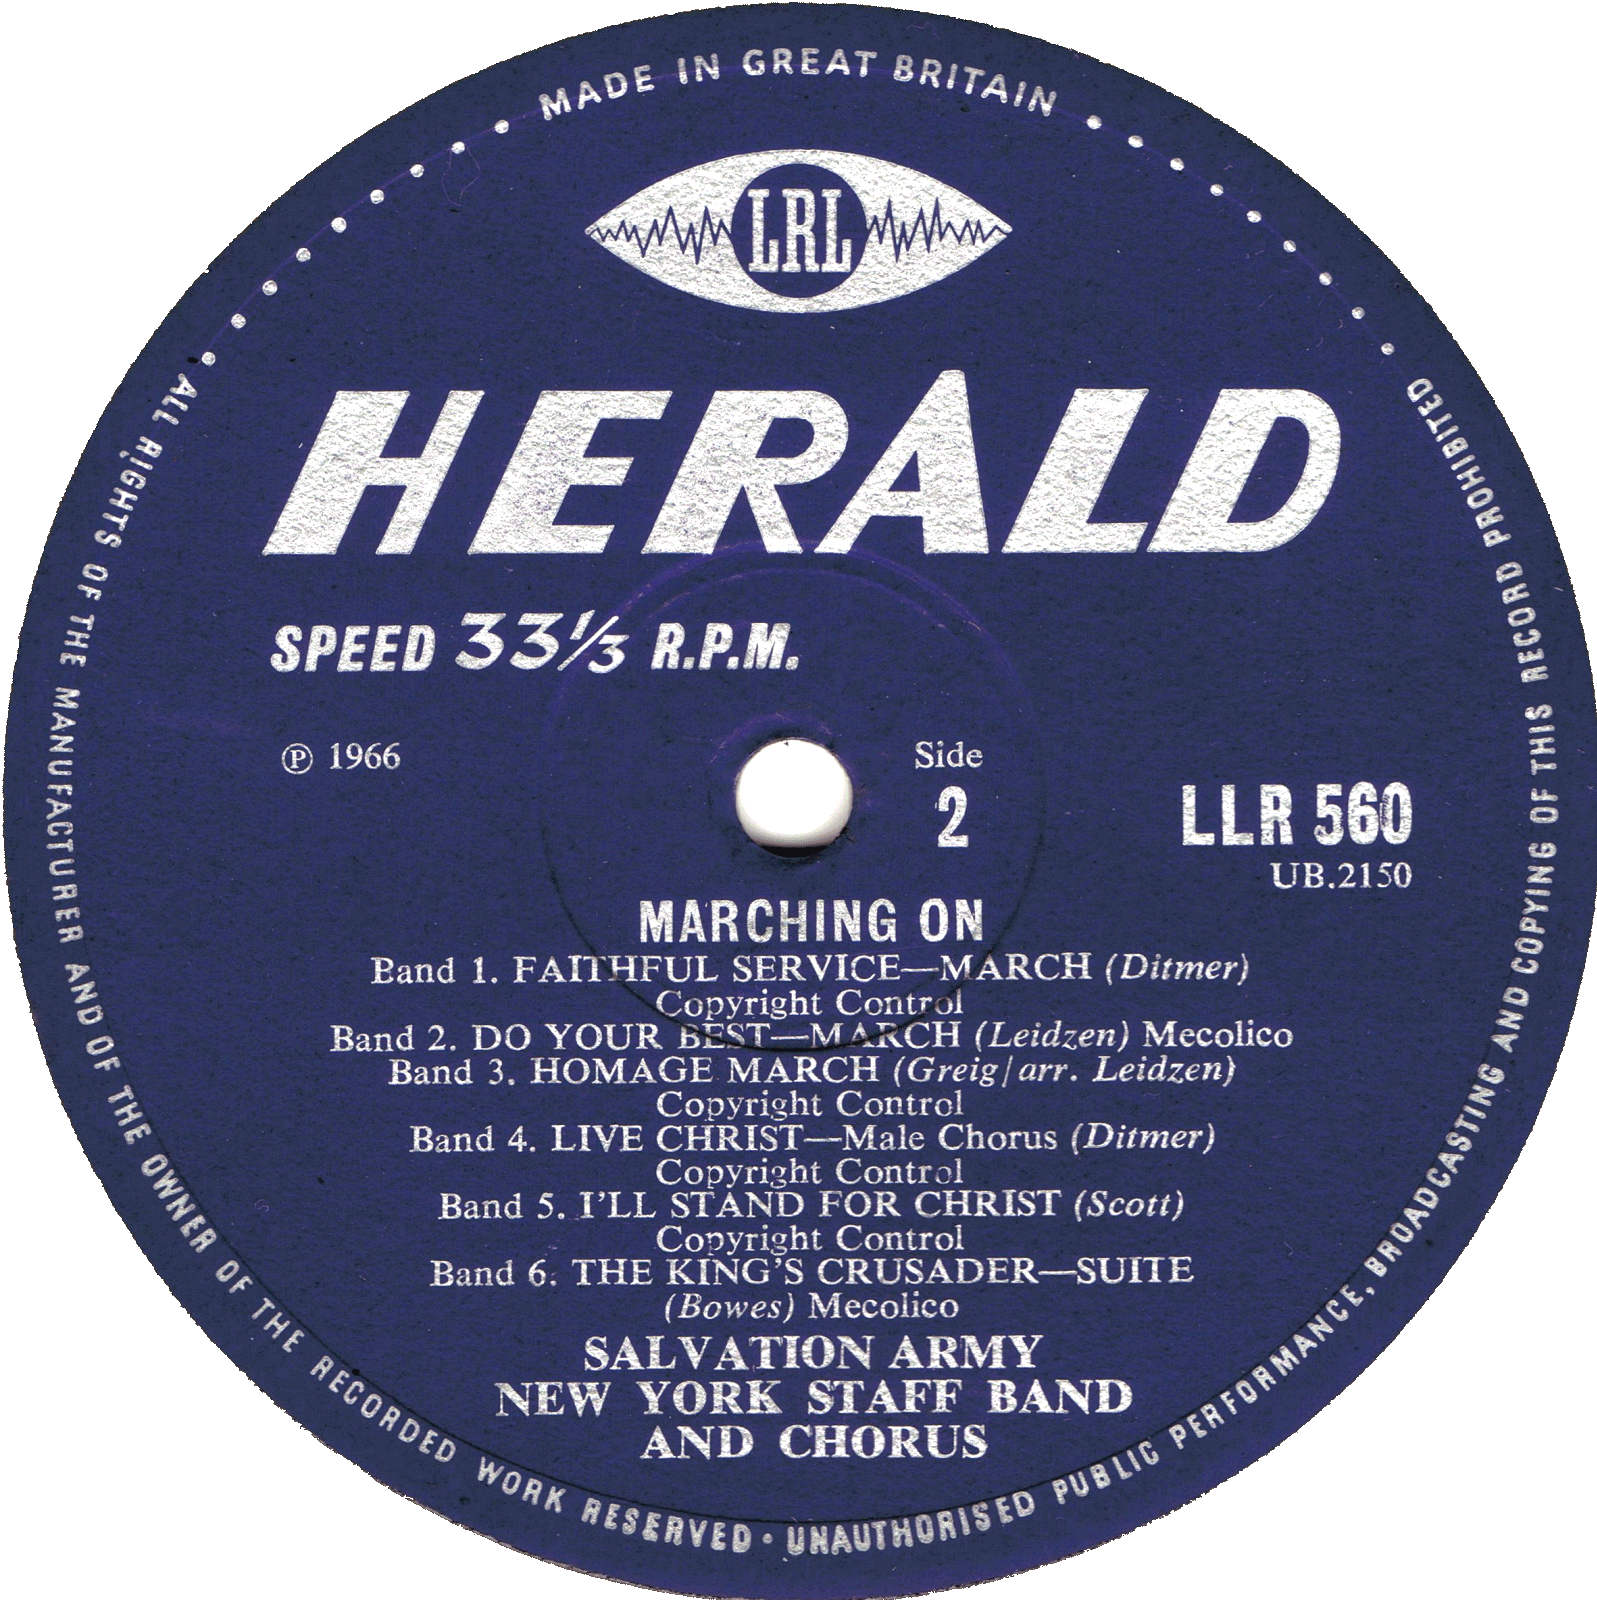 MADE IN GREAT BRITAIN
LRL
HERALD
SPEED 33⅓ R.P.M.
℗ 1966
Side
2
LLR 560
UB.2150
MARCHING ON
Band 1. FAITHFUL SERVICE—MARCH (Ditmer)
Copyright Control
Band 2. DO YOUR BEST—MARCH (Leidzen) Mecolico
Band 3. HOMAGE MARCH (Greig/arr. Leidzen)
Copyright Control
Band 4. LIVE CHRIST—Male Chorus (Ditmer)
Copyright Control
Band 5. I'LL STAND FOR CHRIST (Scott)
Copyright Control
Band 6. THE KING'S CRUSADER—SUITE
(Bowes) Mecolico
SALVATION ARMY
NEW YORK STAFF BAND
AND CHORUS
ALL RIGHTS OF THE MANUFACTURER AND OF THE OWNER OF THE RECORDED WORK RESERVED · UNAUTHORISED PUBLIC PERFORMANCE, BROADCASTING AND COPYING OF THIS RECORD PROHIBITED